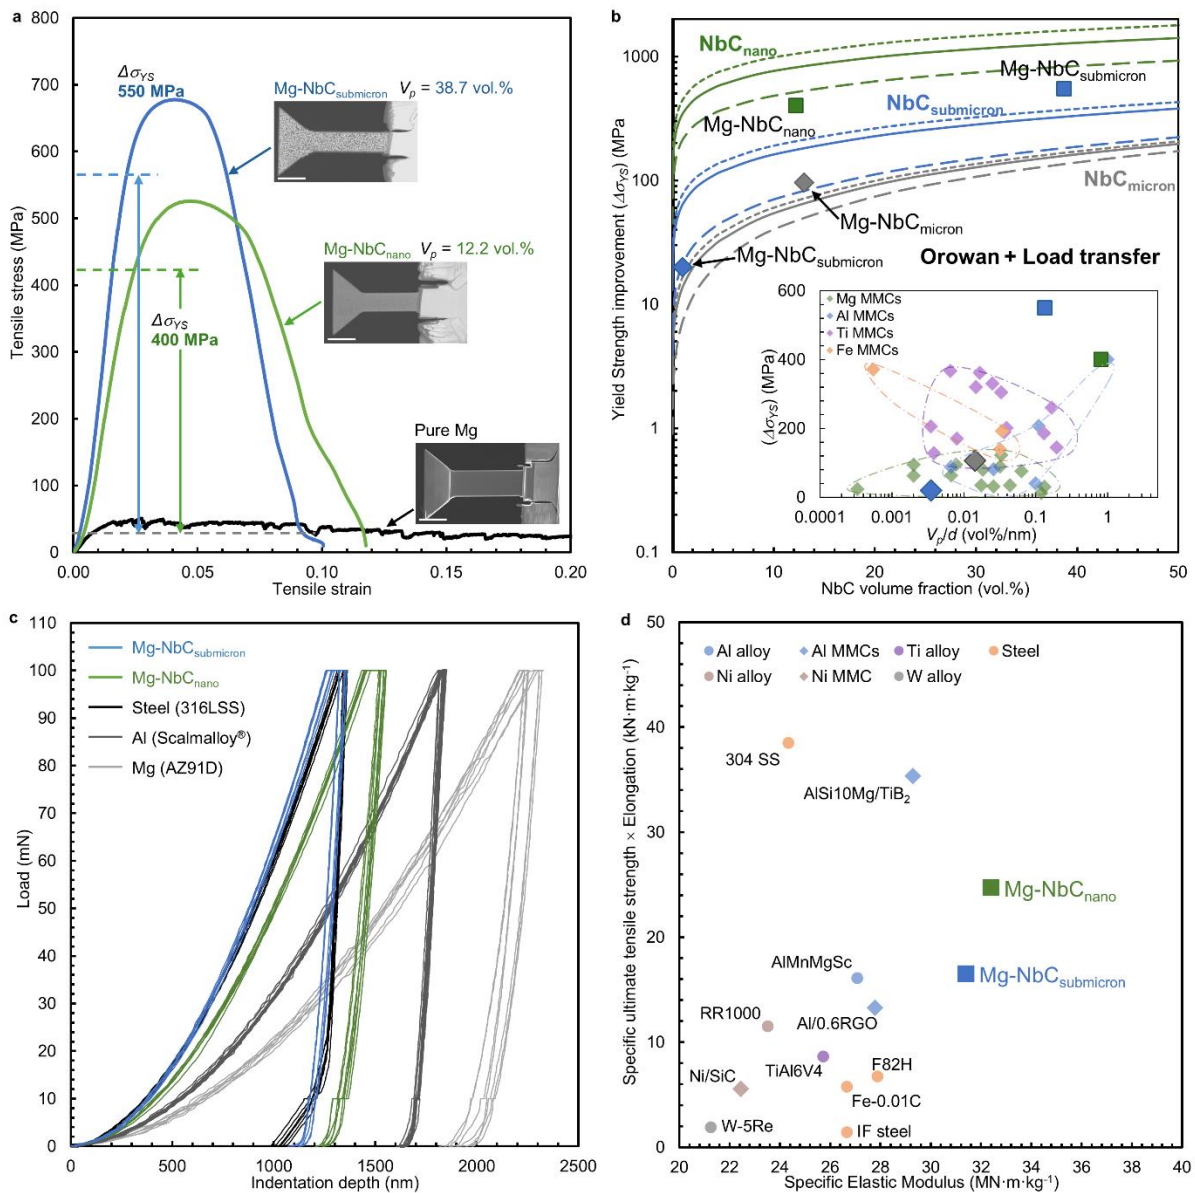 a
800
700
600
500
400
300
200
100
0
Tensile stress (MPa)
0.00
0.05
0.10
0.15
0.20
Tensile strain
Δσ_YS
550 MPa
Mg-NbC_submicron V_p = 38.7 vol.%
Mg-NbC_nano V_p = 12.2 vol.%
Δσ_YS
400 MPa
Pure Mg
b
1000
100
10
1
0.1
Yield Strength improvement (Δσ_YS) (MPa
0
10
20
30
40
50
NbC volume fraction (vol.%)
NbC_nano
Mg-NbC_submicron
NbC_submicron
Mg-NbC_nano
NbC_micron
Mg-NbC_micron
Mg-NbC_submicron
Orowan + Load transfer
600
400
200
0
(Δσ_YS) (MPa)
Mg MMCs
Al MMCs
Ti MMCs
Fe MMCs
0.0001
0.001
0.01
0.1
1
V_p/d (vol%/nm)
c
110
100
90
80
70
60
50
40
30
20
10
0
Load (mN)
Mg-NbC_submicron
Mg-NbC_nano
Steel (316LSS)
Al (Scalmalloy®)
Mg (AZ91D)
0
500
1000
1500
2000
2500
Indentation depth (nm)
d
50
40
30
20
10
0
Specific ultimate tensile strength × Elongation (kN·m·kg⁻¹)
Al alloy
Al MMCs
Ti alloy
Steel
Ni alloy
Ni MMC
W alloy
304 SS
AlSi10Mg/TiB₂
Mg-NbC_nano
AlMnMgSc
Mg-NbC_submicron
RR1000
Al/0.6RGO
TiAl6V4
F82H
Ni/SiC
Fe-0.01C
W-5Re
IF steel
20
22
24
26
28
30
32
34
36
38
40
Specific Elastic Modulus (MN·m·kg⁻¹)